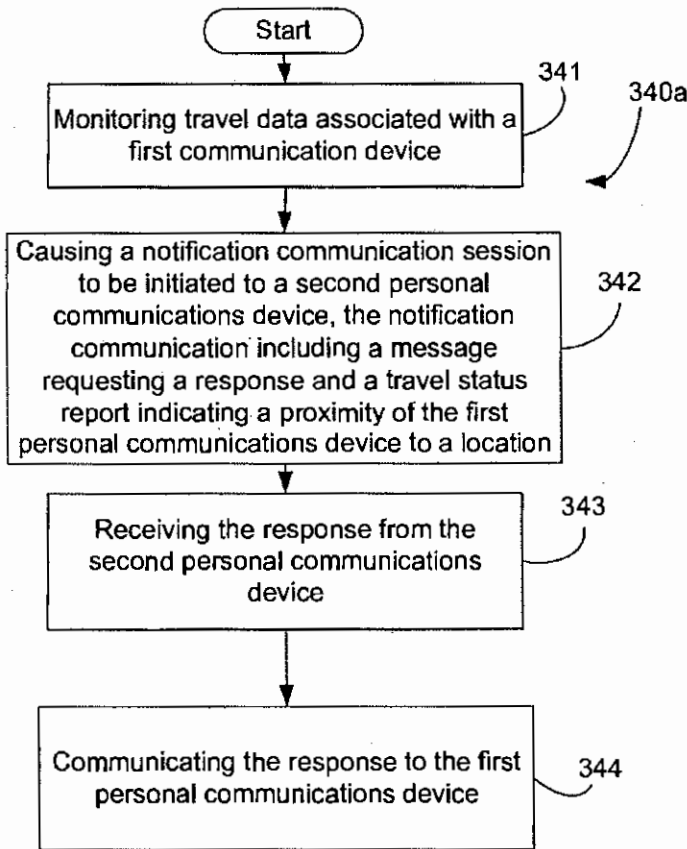 Start
341
340a
Monitoring travel data associated with a
first communication device
Causing a notification communication session
to be initiated to a second personal
communications device, the notification
communication including a message
requesting a response and a travel status
report indicating a proximity of the first
personal communications device to a location
342
343
Receiving the response from the
second personal communications
device
Communicating the response to the first
personal communications device
344